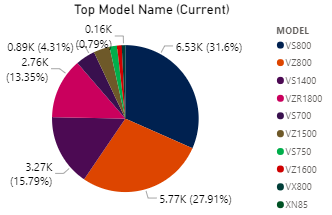 Top Model Name (Current)
0.16K
(0.79%)
0.89K (4.31%)
2.76K
(13.35%)
6.53K (31.6%)
3.27K
(15.79%)
5.77K (27.91%)
MODEL
VS800
VZ800
VS1400
VZR1800
VS700
VZ1500
VS750
VZ1600
VX800
XN85